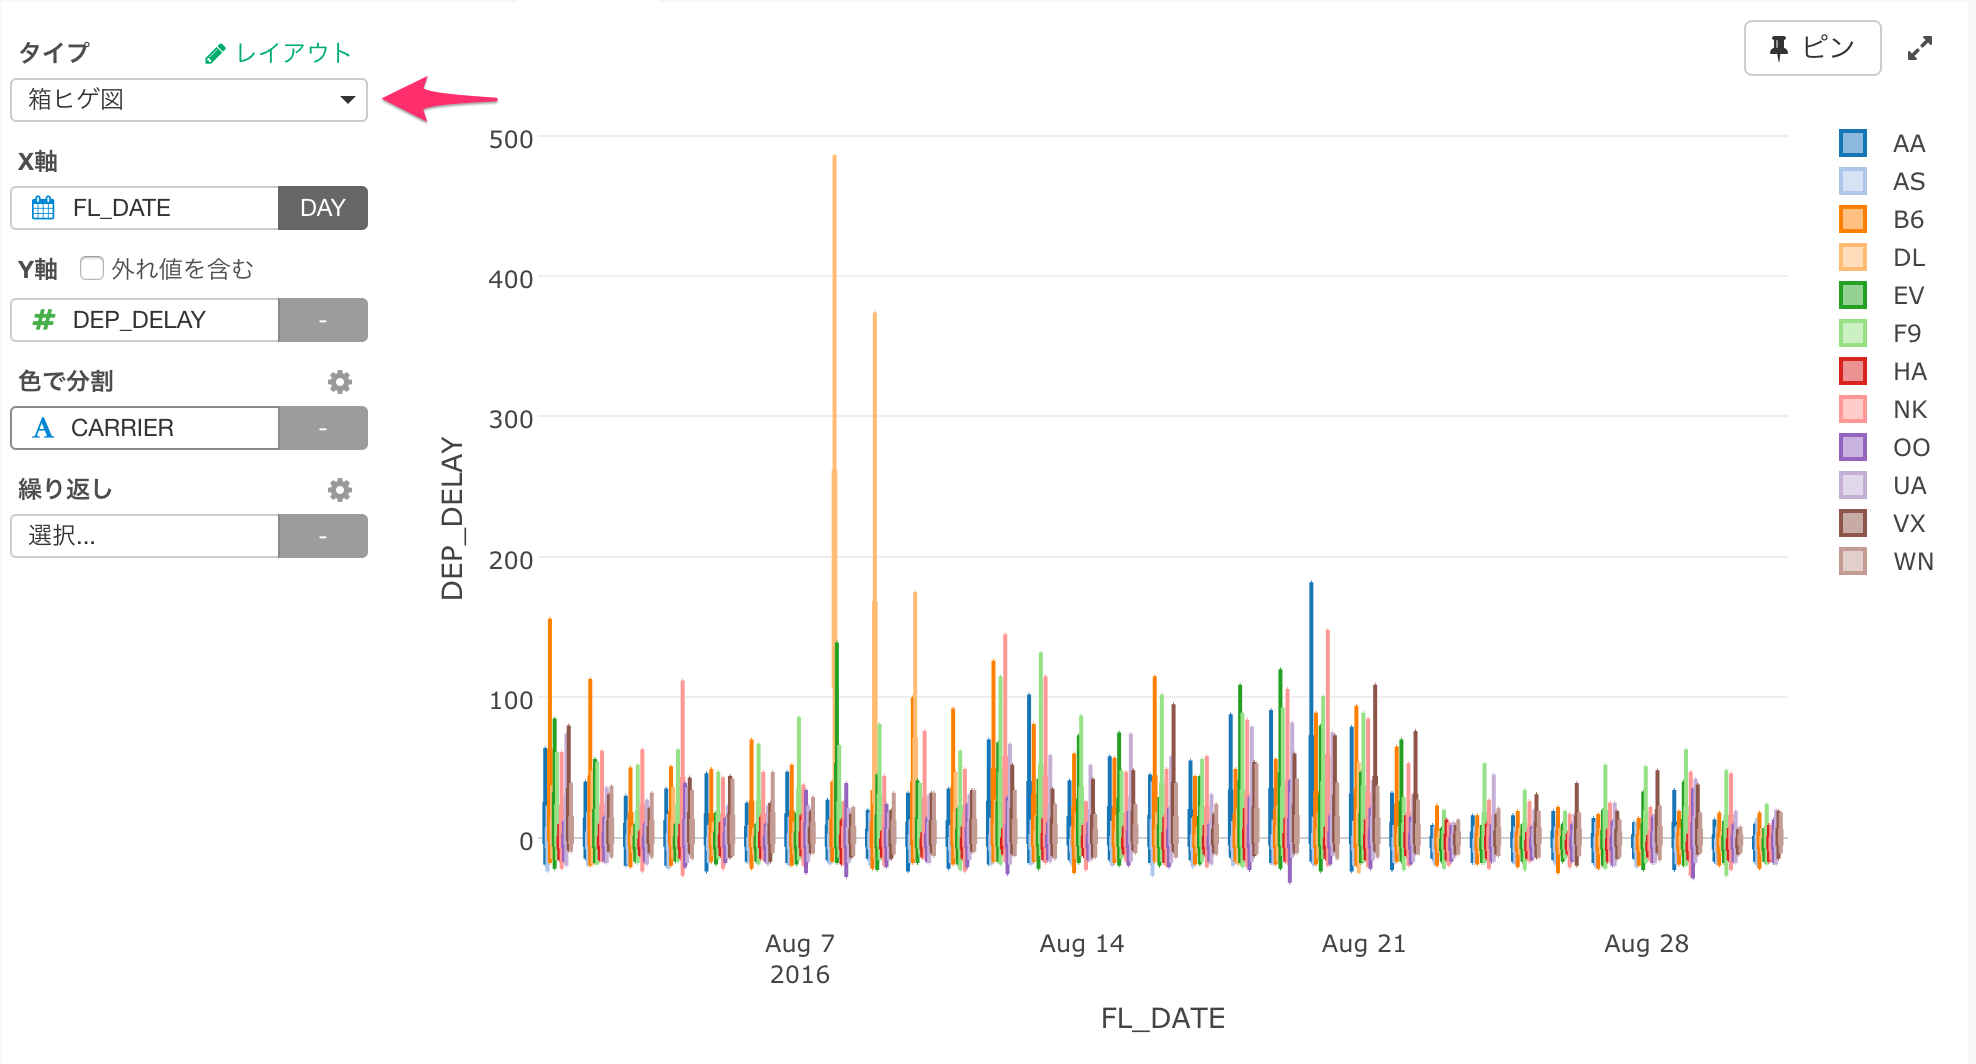 タイプ
レイアウト
箱ヒゲ図
X軸
FL_DATE
DAY
Y軸
外れ値を含む
DEP_DELAY
-
色で分割
CARRIER
-
繰り返し
選択...
-
ピン
500
400
300
200
100
0
DEP_DELAY
Aug 7
2016
Aug 14
Aug 21
Aug 28
FL_DATE
AA
AS
B6
DL
EV
F9
HA
NK
OO
UA
VX
WN